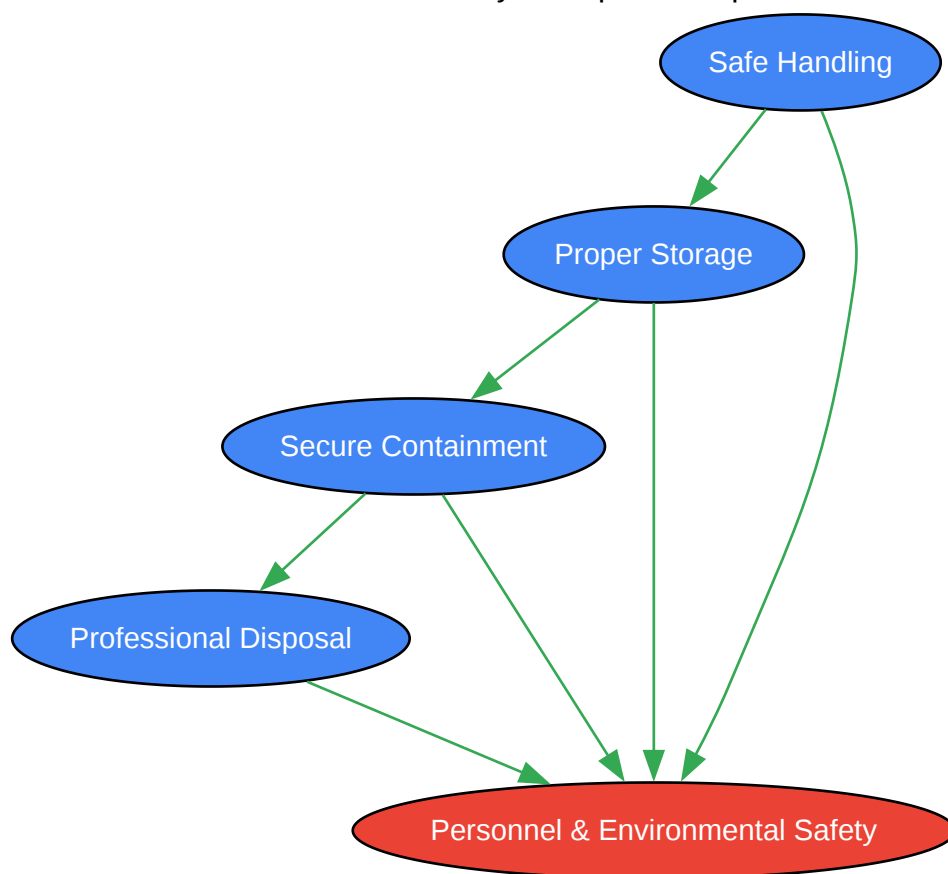 Safe Handling
Proper Storage
Secure Containment
Professional Disposal
Personnel & Environmental Safety